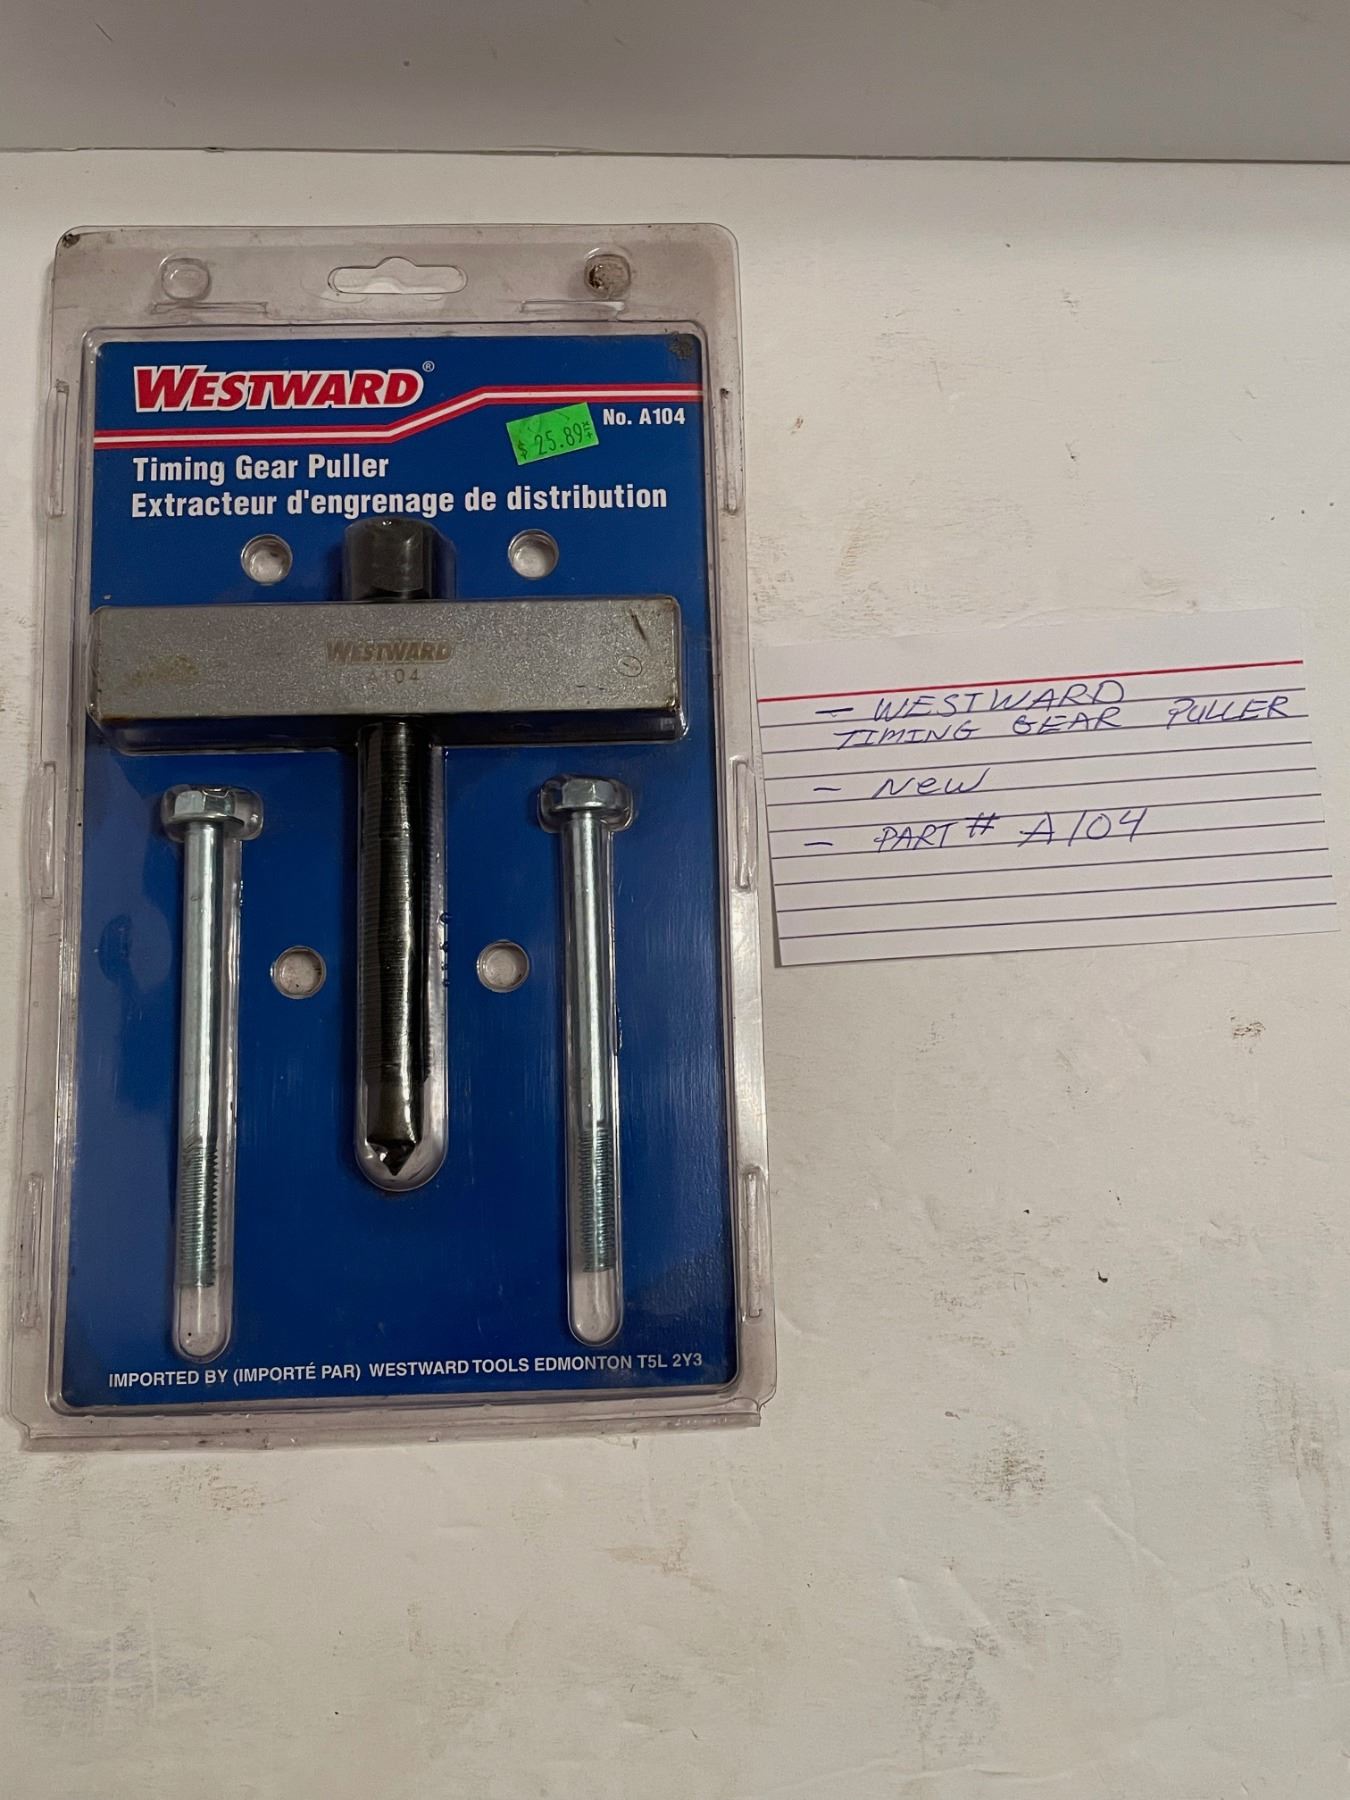 WESTWARD®
No. A104
$ 25.89
Timing Gear Puller
Extracteur d'engrenage de distribution
WESTWARD
A104
IMPORTED BY (IMPORTÉ PAR) WESTWARD TOOLS EDMONTON T5L 2Y3
- WESTWARD
TIMING GEAR PULLER
- New
- PART # A104